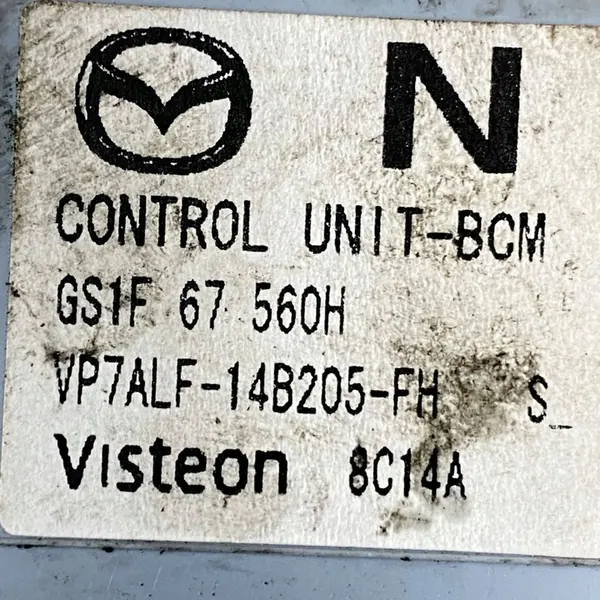 N
CONTROL UNIT-BCM
GS1F 67 560H
VP7ALF-14B205-FH S
Visteon 8C14A